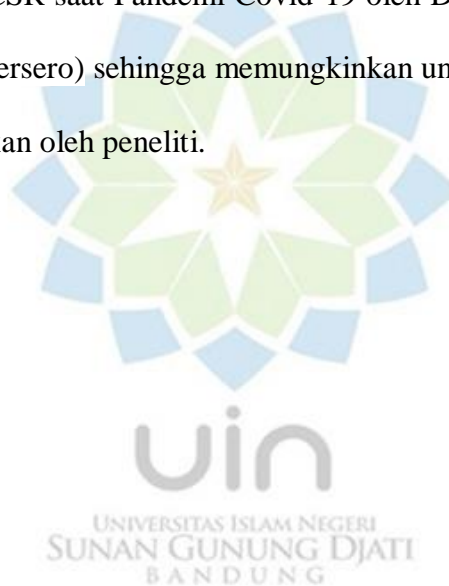 CSR saat Pandemi Covid-19 oleh
ersero) sehingga memungkinkan
an oleh peneliti.
uin
UNIVERSITAS ISLAM NEGERI
SUNAN GUNUNG DJATI
BANDUNG